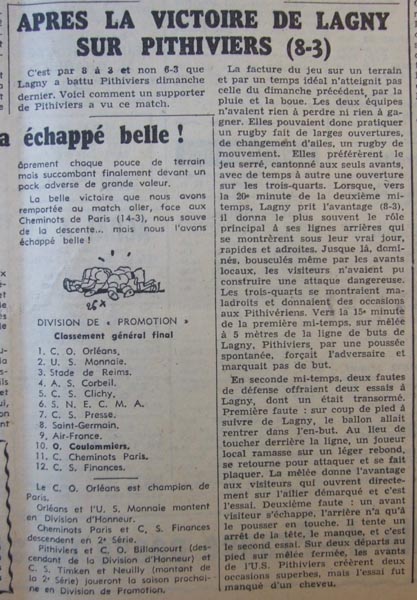 APRES LA VICTOIRE DE LAGNY
SUR PITHIVIERS (8-3)
C'est par 8 à 3 et non 6-3 que
Lagny a battu Pithiviers dimanche
dernier. Voici comment un supporter
de Pithiviers a vu ce match.
a échappé belle !
âprement chaque pouce de terrain
mais succombant finalement devant un
pack adverse de grande valeur.
La belle victoire que nous avons
remportée au match aller, face aux
Cheminots de Paris (14-3), nous sauve
de la descente... mais nous l'avons
échappé belle !
DIVISION DE « PROMOTION »
Classement général final
1. C. O. Orléans.
2. U. S. Monnaie.
3. Stade de Reims.
4. A. S. Corbeil.
5. C. S. Clichy.
6. S. N. E. C. M. A.
7. C. S. Presse.
8. Saint-Germain.
9. Air-France.
10. O. Coulommiers,
11. C. Cheminots Paris.
12. C. S. Finances.
Le C. O. Orléans est champion de
Paris.
Orléans et l'U. S. Monnaie montent
en Division d'Honneur.
Cheminots Paris et C. S. Finances
descendent en 2e Série.
Pithiviers et C. O. Billancourt (des-
cendant de la Division d'Honneur) et
C. S. Timken et Neuilly (montant de
la 2e Série) joueront la saison prochai-
ne en Division de Promotion.
La facture du jeu sur un terrain
et par un temps idéal n'atteignit pas
celle du dimanche précédent, par la
pluie et la boue. Les deux équipes
n'avaient rien à perdre ni rien à ga-
gner. Elles pouvaient donc pratiquer
un rugby fait de larges ouvertures,
de changement d'ailes, un rugby de
mouvement. Elles préférèrent le
jeu serré, cantonné aux seuls avants,
avec de temps à autre une ouverture
sur les trois-quarts. Lorsque, vers
la 20e minute de la deuxième mi-
temps, Lagny prit l'avantage (8-3),
il donna le plus souvent le rôle
principal à ses lignes arrières qui
se montrèrent sous leur vrai jour,
rapides et adroites. Jusque là, domi-
nés, bousculés même par les avants
locaux, les visiteurs n'avaient pu
construire une attaque dangereuse.
Les trois-quarts se montraient ma-
ladroits et donnaient des occasions
aux Pithivériens. Vers la 15e minute
de la première mi-temps, sur mêlée
à 5 mètres de la ligne de buts de
Lagny, Pithiviers, par une poussée
spontanée, forçait l'adversaire et
marquait pas de but.
En seconde mi-temps, deux fautes
de défense offraient deux essais à
Lagny, dont un était transormé.
Première faute : sur coup de pied à
suivre de Lagny, le ballon allait
rentrer dans l'en-but. Au lieu de
toucher derrière la ligne, un joueur
local ramasse sur un léger rebond,
se retourne pour attaquer et se fait
plaquer. La mêlée donne l'avantage
aux visiteurs qui ouvrent directe-
ment sur l'ailier démarqué et c'est
l'essai. Deuxième faute : un avant
visiteur s'échappe, l'arrière n'a qu'à
le pousser en touche. Il tente un
arrêt de la tête, le manque, et c'est
le second essai. Sur deux départs au
pied sur mêlée fermée, les avants
de l'U.S. Pithiviers créèrent deux
occasions superbes, mais l'essai fut
manqué d'un cheveu.